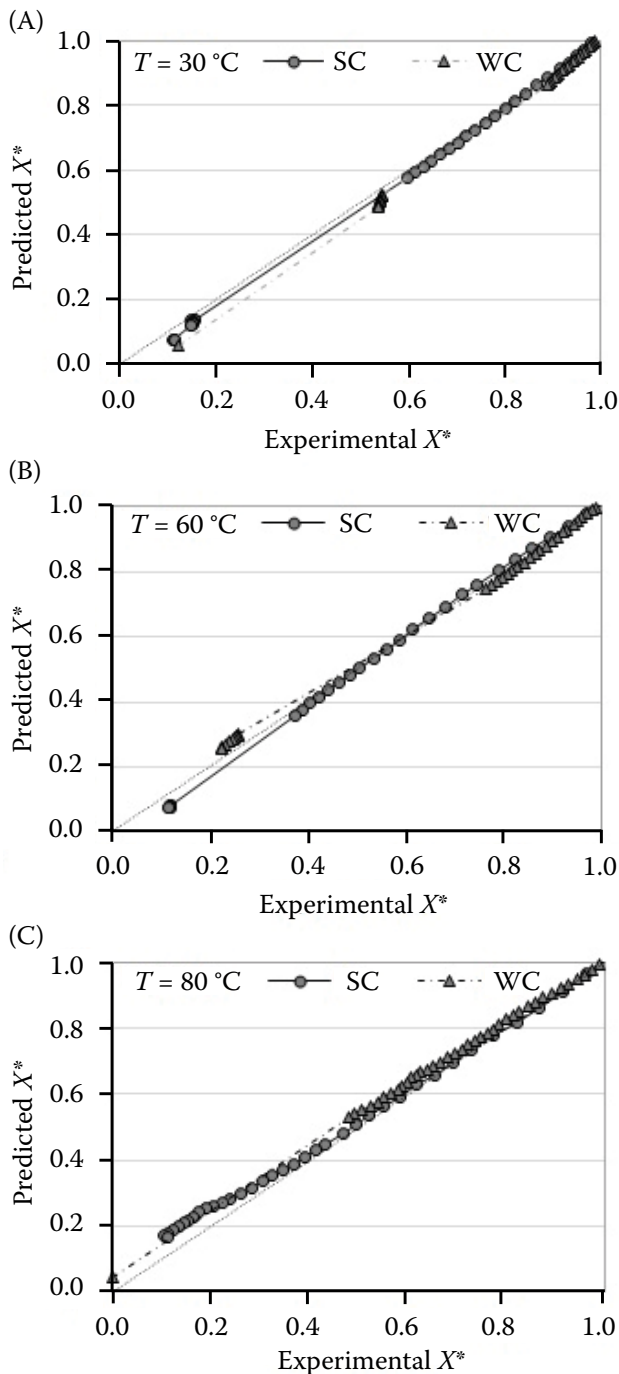 (A)
1.0
T = 30 °C SC WC
0.8
0.6
0.4
0.2
0.0
Predicted X*
0.0 0.2 0.4 0.6 0.8 1.0
Experimental X*
(B)
1.0
T = 60 °C SC WC
0.8
0.6
0.4
0.2
0.0
Predicted X*
0.0 0.2 0.4 0.6 0.8 1.0
Experimental X*
(C)
1.0
T = 80 °C SC WC
0.8
0.6
0.4
0.2
0.0
Predicted X*
0.0 0.2 0.4 0.6 0.8 1.0
Experimental X*